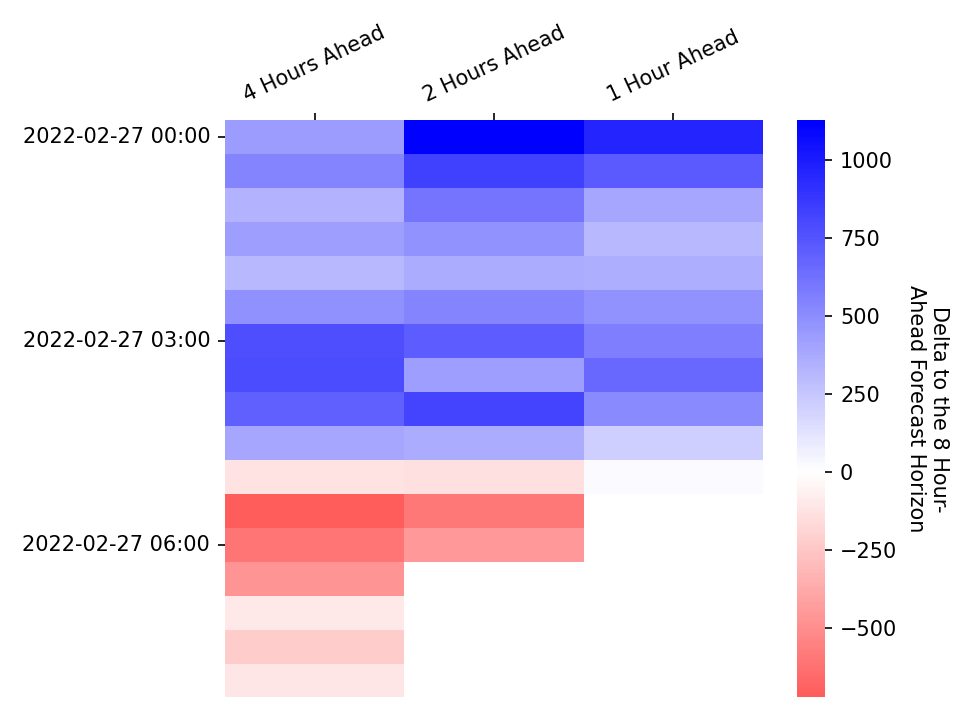 4 Hours Ahead
2 Hours Ahead
1 Hour Ahead
2022-02-27 00:00
2022-02-27 03:00
2022-02-27 06:00
1000
750
500
250
0
−250
−500
Delta to the 8 Hour-
Ahead Forecast Horizon